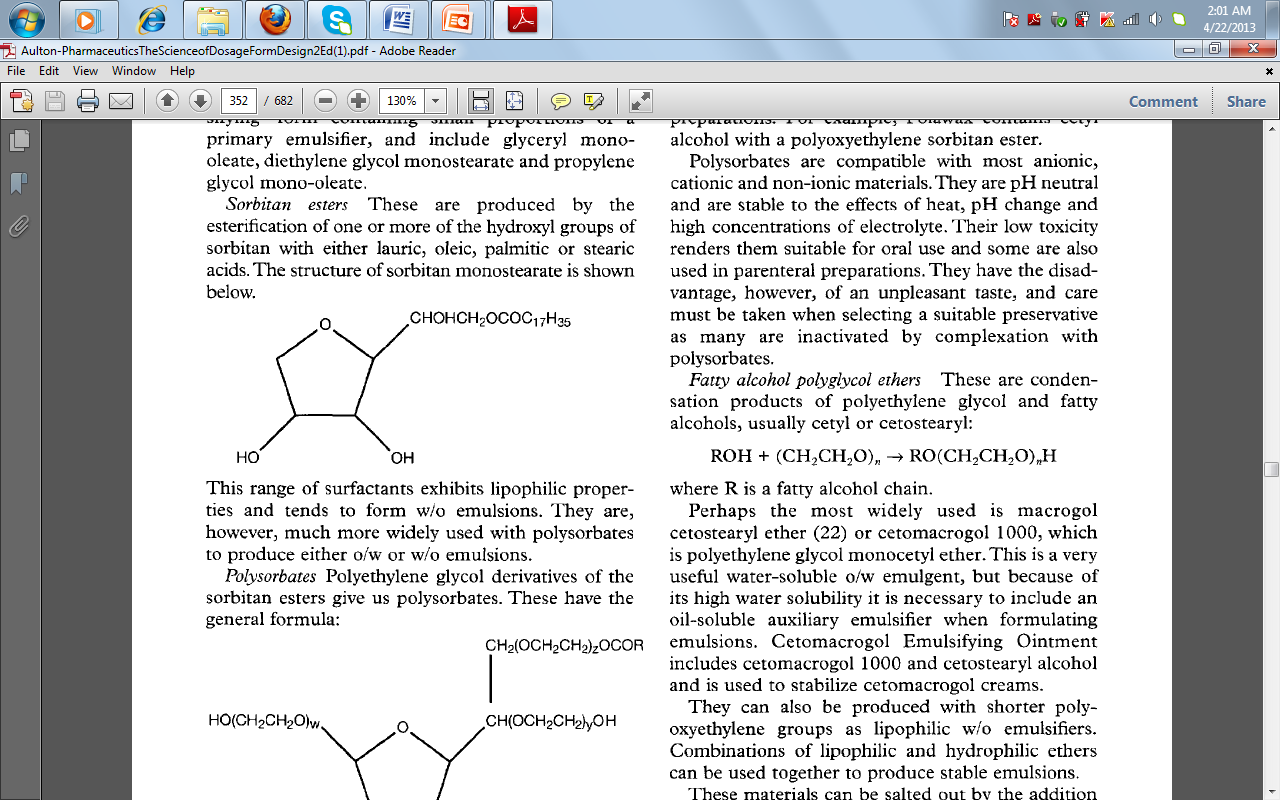 2:01 AM
4/22/2013
Aulton-PharmaceuticsTheScienceofDosageFormDesign2Ed(1).pdf - Adobe Reader
File Edit View Window Help
352 / 682 130% Comment Share
sifying form containing small proportions of a
primary emulsifier, and include glyceryl mono-
oleate, diethylene glycol monostearate and propylene
glycol mono-oleate.
Sorbitan esters These are produced by the
esterification of one or more of the hydroxyl groups of
sorbitan with either lauric, oleic, palmitic or stearic
acids. The structure of sorbitan monostearate is shown
below.
O
CHOHCH₂OCOC₁₇H₃₅
HO
OH
This range of surfactants exhibits lipophilic proper-
ties and tends to form w/o emulsions. They are,
however, much more widely used with polysorbates
to produce either o/w or w/o emulsions.
Polysorbates Polyethylene glycol derivatives of the
sorbitan esters give us polysorbates. These have the
general formula:
CH₂(OCH₂CH₂)zOCOR
HO(CH₂CH₂O)w
O
CH(OCH₂CH₂)yOH
preparations. For example, Polawax contains cetyl
alcohol with a polyoxyethylene sorbitan ester.
Polysorbates are compatible with most anionic,
cationic and non-ionic materials. They are pH neutral
and are stable to the effects of heat, pH change and
high concentrations of electrolyte. Their low toxicity
renders them suitable for oral use and some are also
used in parenteral preparations. They have the disad-
vantage, however, of an unpleasant taste, and care
must be taken when selecting a suitable preservative
as many are inactivated by complexation with
polysorbates.
Fatty alcohol polyglycol ethers These are conden-
sation products of polyethylene glycol and fatty
alcohols, usually cetyl or cetostearyl:
ROH + (CH₂CH₂O)ₙ → RO(CH₂CH₂O)ₙH
where R is a fatty alcohol chain.
Perhaps the most widely used is macrogol
cetostearyl ether (22) or cetomacrogol 1000, which
is polyethylene glycol monocetyl ether. This is a very
useful water-soluble o/w emulgent, but because of
its high water solubility it is necessary to include an
oil-soluble auxiliary emulsifier when formulating
emulsions. Cetomacrogol Emulsifying Ointment
includes cetomacrogol 1000 and cetostearyl alcohol
and is used to stabilize cetomacrogol creams.
They can also be produced with shorter poly-
oxyethylene groups as lipophilic w/o emulsifiers.
Combinations of lipophilic and hydrophilic ethers
can be used together to produce stable emulsions.
These materials can be salted out by the addition